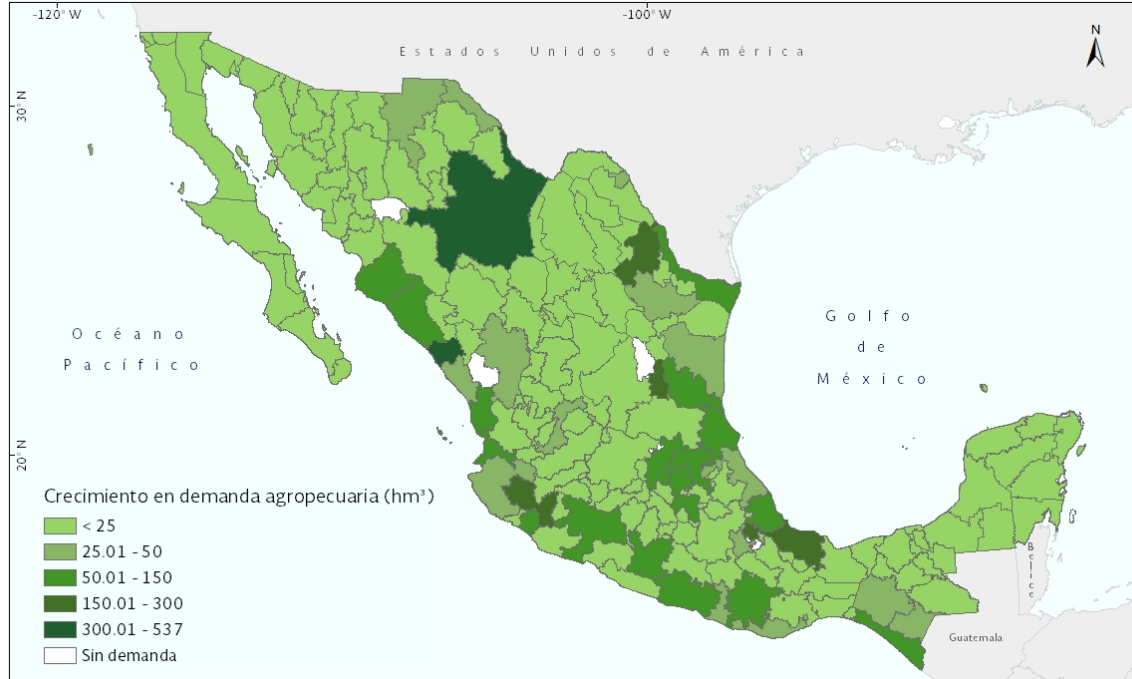 -120° W
-100° W
N
Estados Unidos de América
30° N
Golfo
de
México
Océano
Pacífico
20° N
Crecimiento en demanda agropecuaria (hm³)
< 25
25.01 - 50
50.01 - 150
150.01 - 300
300.01 - 537
Sin demanda
Belice
Guatemala